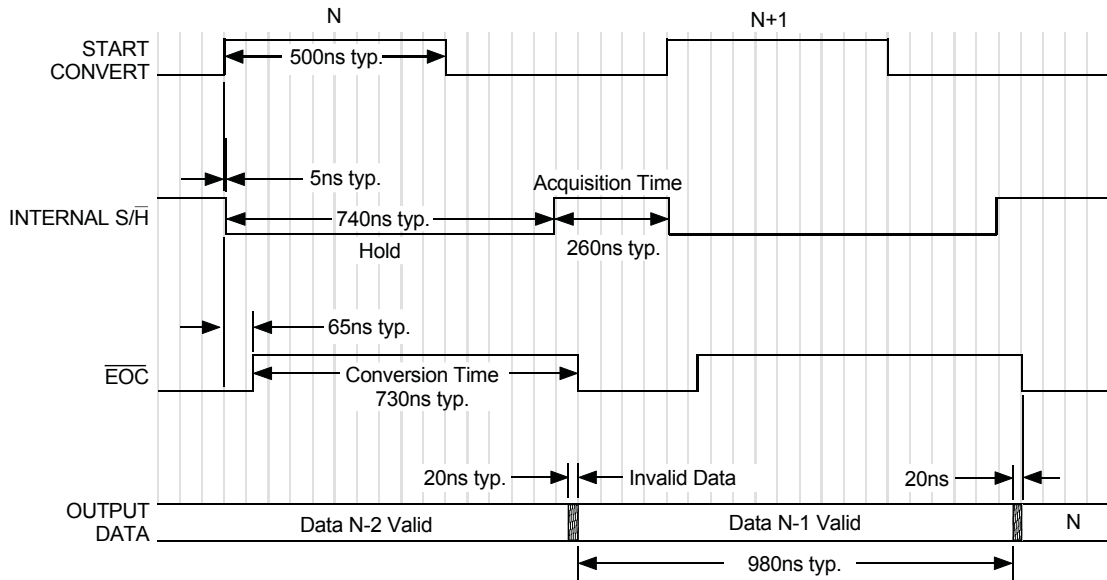 N
N+1
START
CONVERT
500ns typ.
5ns typ.
Acquisition Time
INTERNAL S/H̅
740ns typ.
Hold
260ns typ.
65ns typ.
E̅O̅C̅
Conversion Time
730ns typ.
20ns typ.
Invalid Data
20ns
OUTPUT
DATA
Data N-2 Valid
Data N-1 Valid
N
980ns typ.